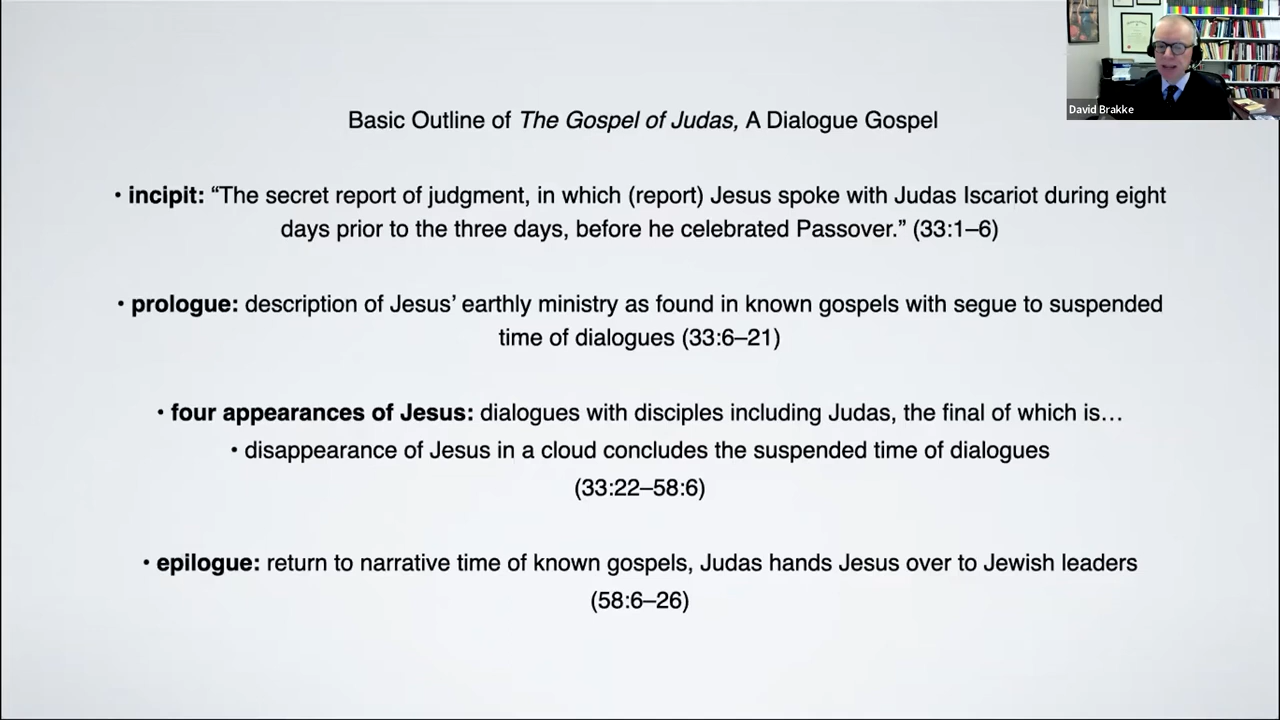 David Brakke
Basic Outline of The Gospel of Judas, A Dialogue Gospel
• incipit: “The secret report of judgment, in which (report) Jesus spoke with Judas Iscariot during eight
days prior to the three days, before he celebrated Passover.” (33:1–6)
• prologue: description of Jesus’ earthly ministry as found in known gospels with segue to suspended
time of dialogues (33:6–21)
• four appearances of Jesus: dialogues with disciples including Judas, the final of which is…
• disappearance of Jesus in a cloud concludes the suspended time of dialogues
(33:22–58:6)
• epilogue: return to narrative time of known gospels, Judas hands Jesus over to Jewish leaders
(58:6–26)